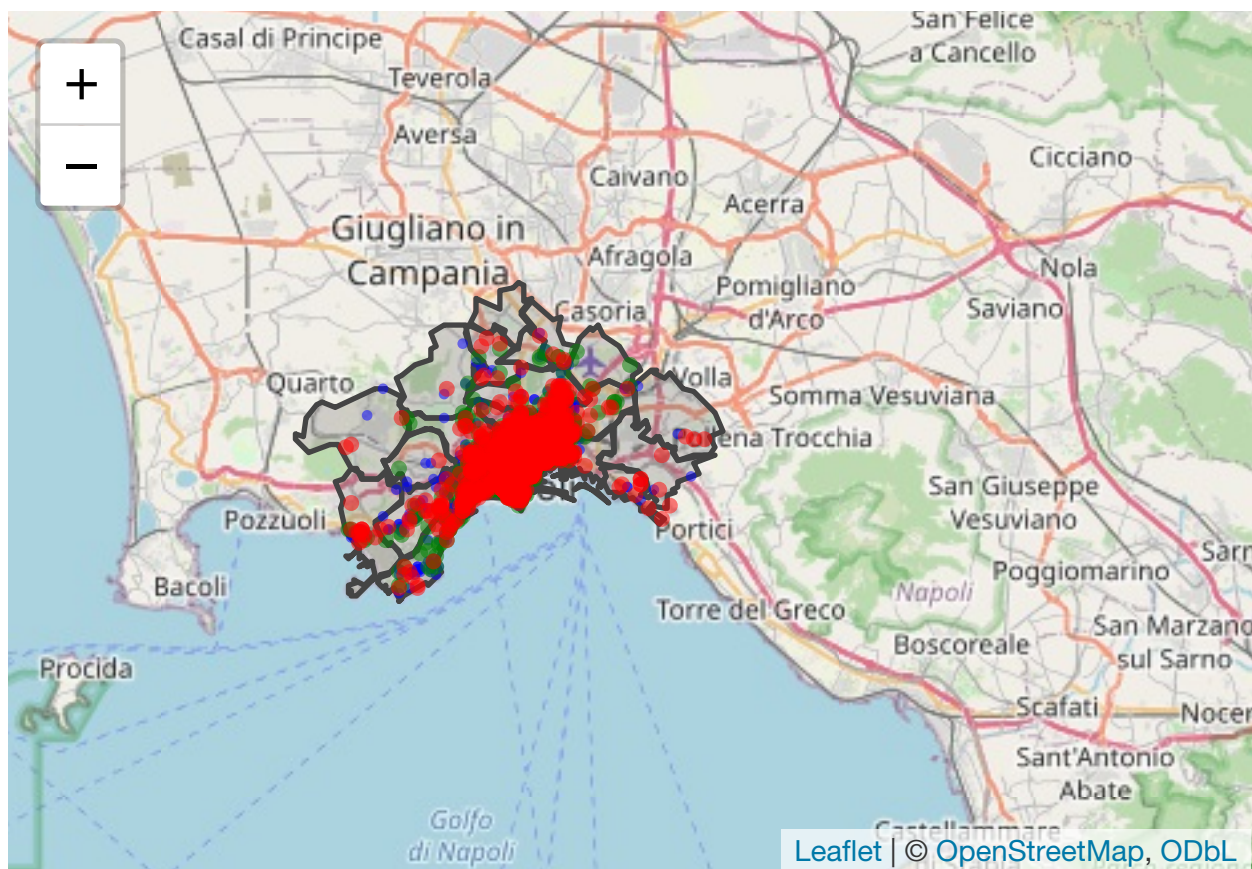 San Felice
a Cancello
Casal di Principe
+
Teverola
Aversa
−
Cicciano
Caivano
Acerra
Giugliano in
Campania
Afragola
Nola
Pomigliano
d'Arco
Saviano
Casoria
Quarto
Volla
Somma Vesuviana
Pollena Trocchia
San Giuseppe
Vesuviano
Pozzuoli
Portici
Sarn
Poggiomarino
Bacoli
Napoli
Torre del Greco
San Marzano
sul Sarno
Boscoreale
Procida
Scafati
Nocer
Sant'Antonio
Abate
Golfo
di Napoli
Castellammare
Leaflet | © OpenStreetMap, ODbL